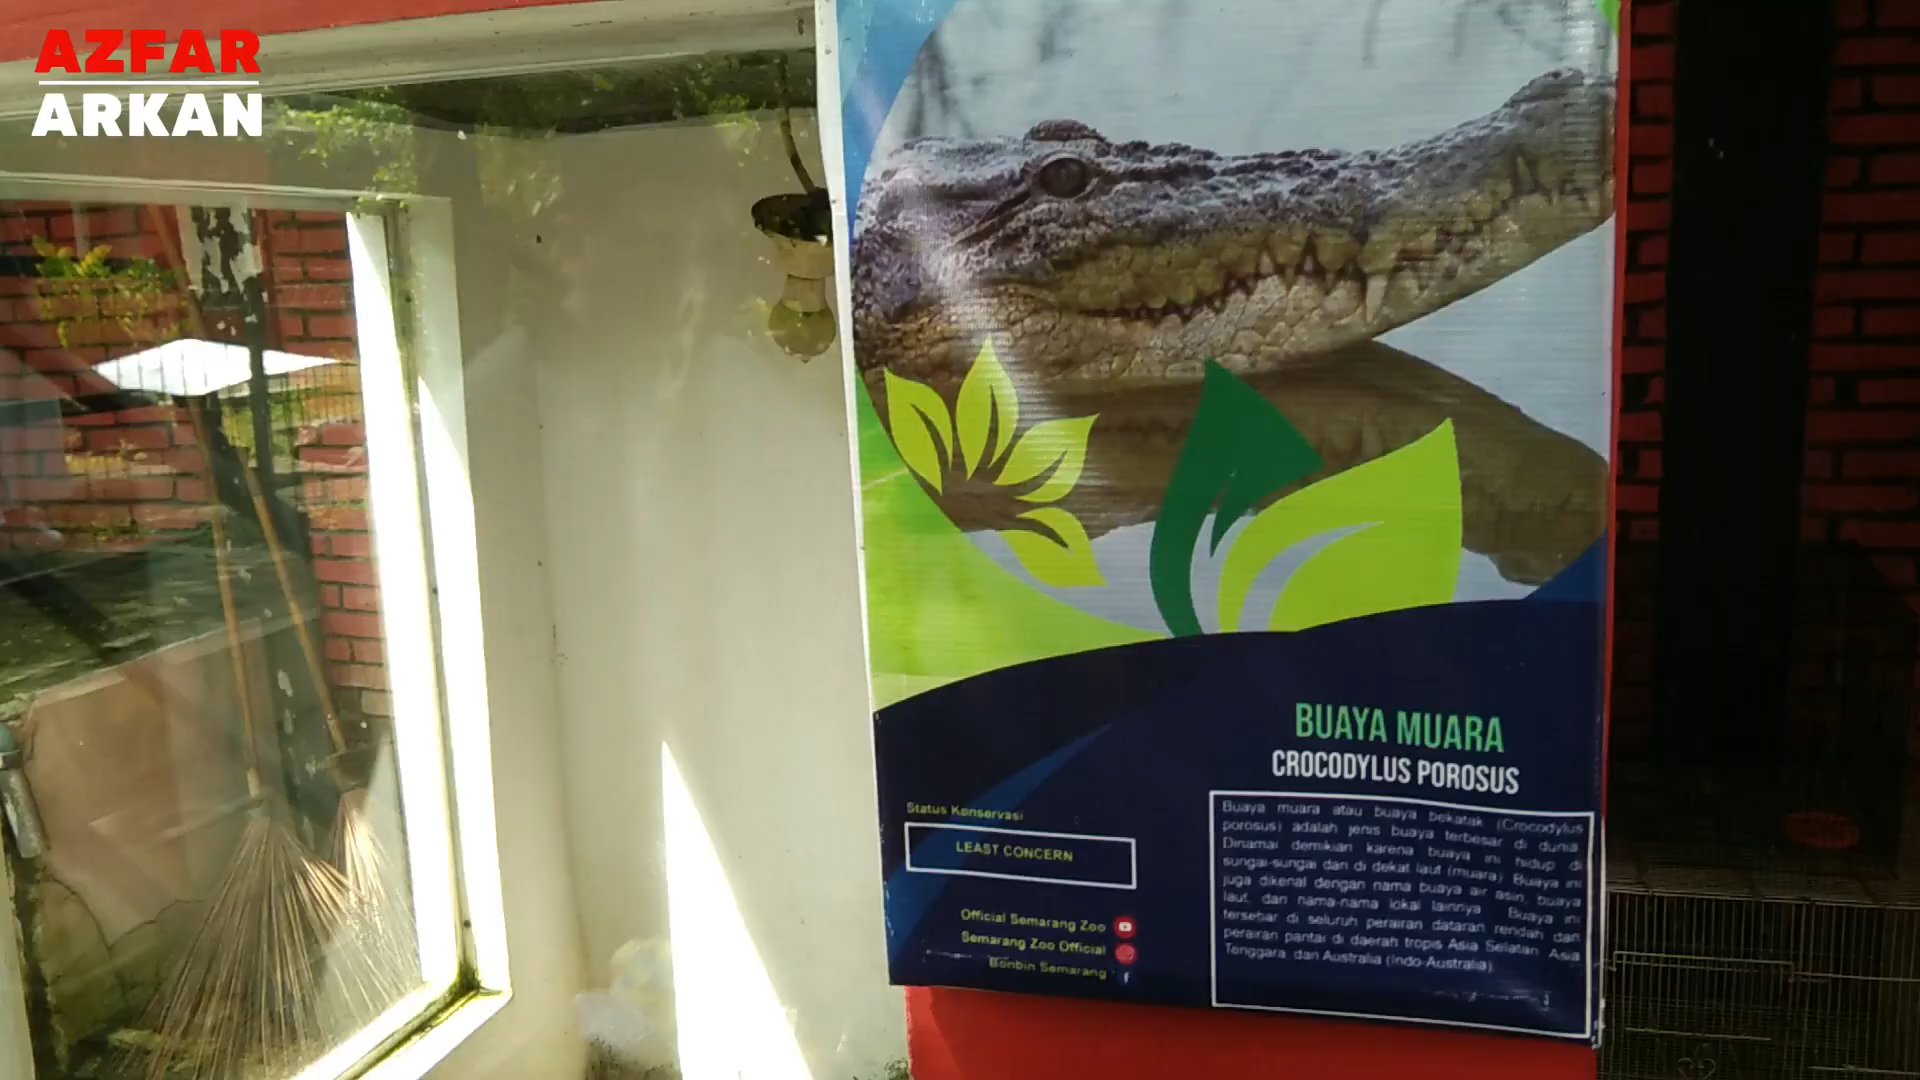 AZFAR
ARKAN
BUAYA MUARA
CROCODYLUS POROSUS
Status Konservasi
LEAST CONCERN
Official Semarang Zoo
Semarang Zoo Official
Bonbin Semarang
Buaya muara atau buaya bekatak (Crocodylus
porosus) adalah jenis buaya terbesar di dunia.
Dinamai demikian karena buaya ini hidup di
sungai-sungai dan di dekat laut (muara). Buaya ini
juga dikenal dengan nama buaya air asin, buaya
laut, dan nama-nama lokal lainnya. Buaya ini
tersebar di seluruh perairan dataran rendah dan
perairan pantai di daerah tropis Asia Selatan, Asia
Tenggara, dan Australia (Indo-Australia).